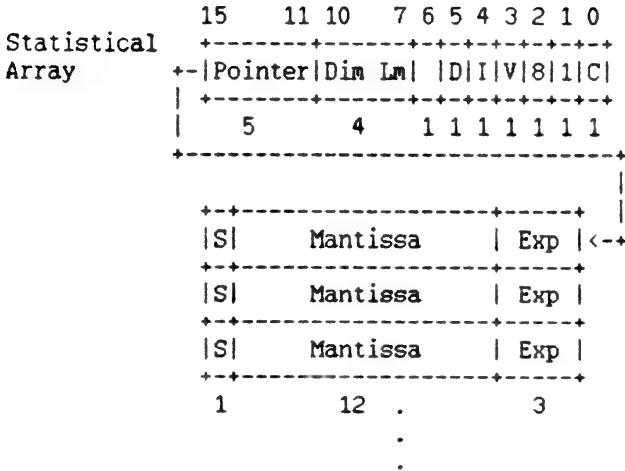 15 11 10 7 6 5 4 3 2 1 0
Statistical +-------+-------+-+-+-+-+-+-+-+
Array +-|Pointer|Dim Lm| |D|I|V|8|1|C|
| +-------+-------+-+-+-+-+-+-+-+
| 5 4 1 1 1 1 1 1 1
+-----------------------------------+
|
+-+---------------------+------+ |
|S| Mantissa | Exp |<-+
+-+---------------------+------+
|S| Mantissa | Exp |
+-+---------------------+------+
|S| Mantissa | Exp |
+-+---------------------+------+
1 12 . 3
.
.